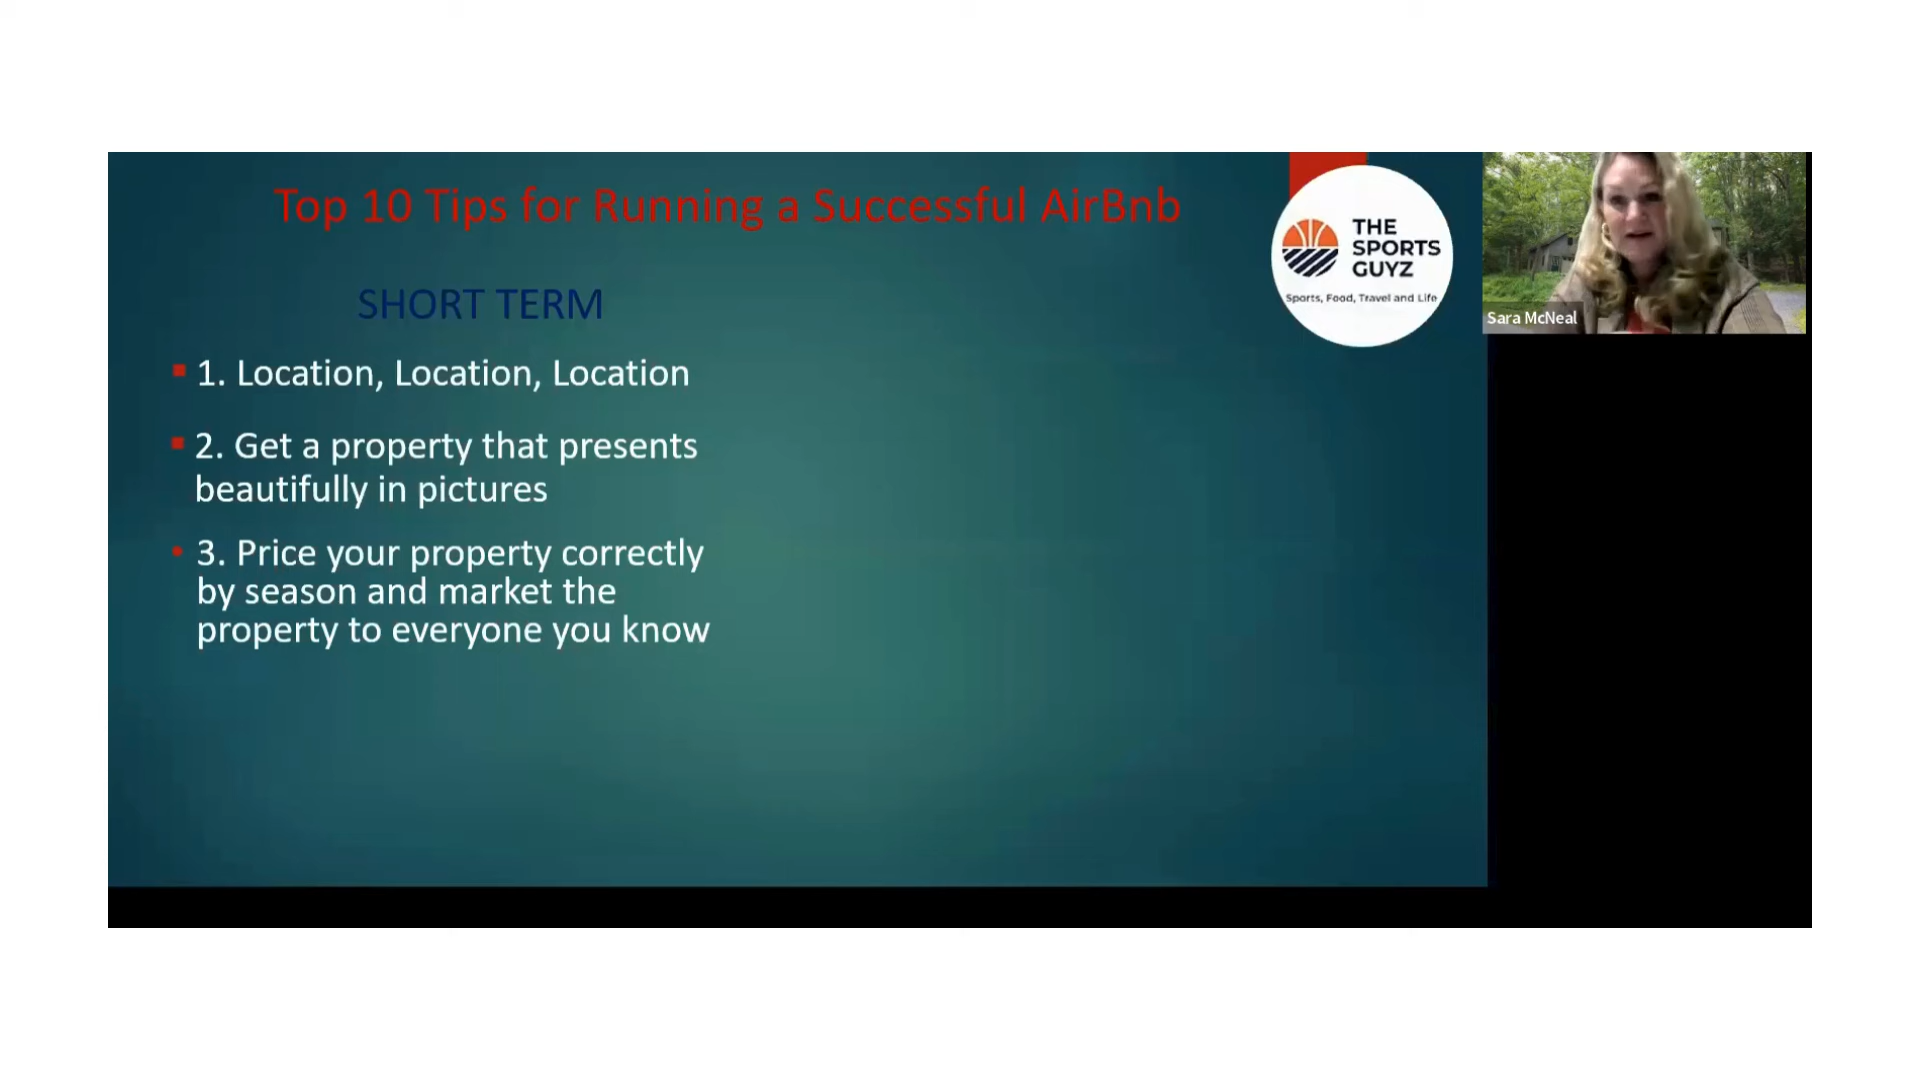 Top 10 Tips for Running a Successful AirBnb
THE
SPORTS
GUYZ
Sports, Food, Travel and Life
Sara McNeal
SHORT TERM
1. Location, Location, Location
2. Get a property that presents
beautifully in pictures
3. Price your property correctly
by season and market the
property to everyone you know